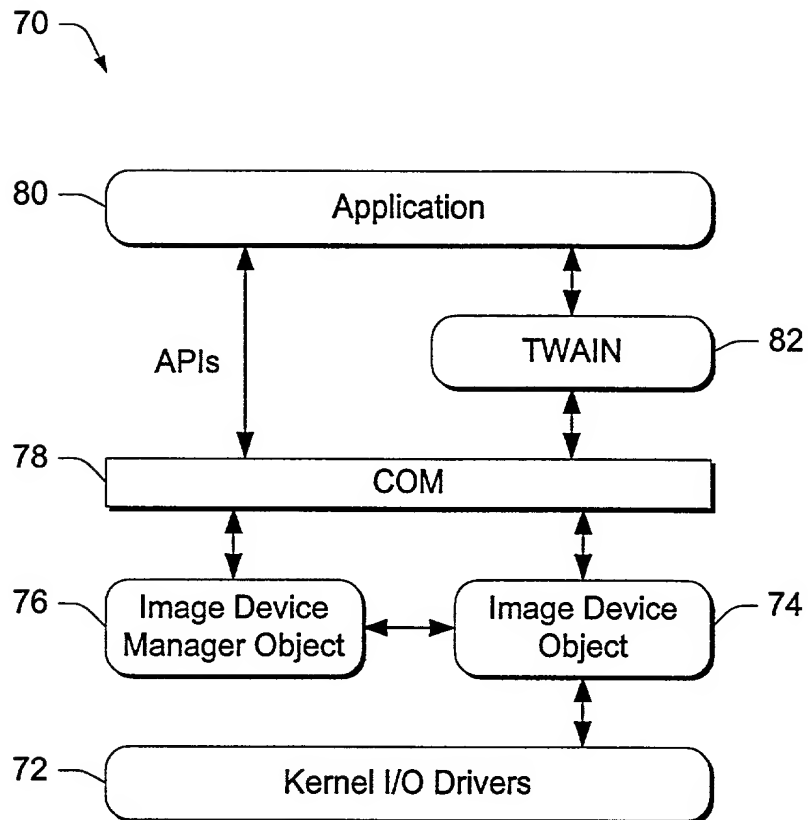 70
80
Application
TWAIN
82
APIs
78
COM
76
Image Device
Manager Object
Image Device
Object
74
72
Kernel I/O Drivers